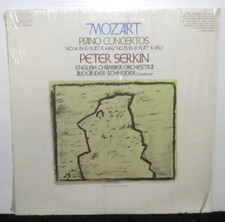 MOZART
PIANO CONCERTOS
NO. 14 IN E-FLAT, K.449/NO. 15 IN B-FLAT, K.450
PETER SERKIN
ENGLISH CHAMBER ORCHESTRA
ALEXANDER SCHNEIDER